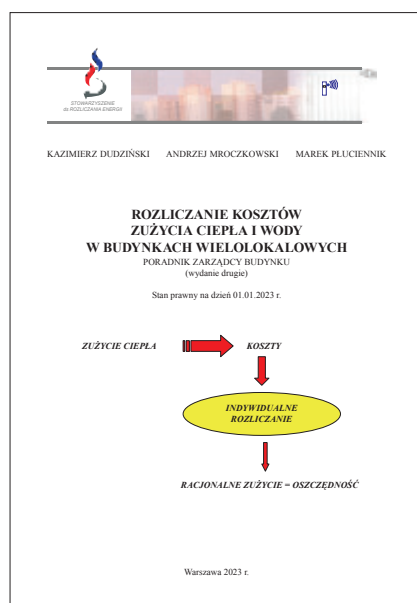 STOWARZYSZENIE
ds ROZLICZANIA ENERGII
KAZIMIERZ DUDZIŃSKI ANDRZEJ MROCZKOWSKI MAREK PŁUCIENNIK
ROZLICZANIE KOSZTÓW
ZUŻYCIA CIEPŁA I WODY
W BUDYNKACH WIELOLOKALOWYCH
PORADNIK ZARZĄDCY BUDYNKU
(wydanie drugie)
Stan prawny na dzień 01.01.2023 r.
ZUŻYCIE CIEPŁA KOSZTY
INDYWIDUALNE
ROZLICZANIE
RACJONALNE ZUŻYCIE = OSZCZĘDNOŚĆ
Warszawa 2023 r.